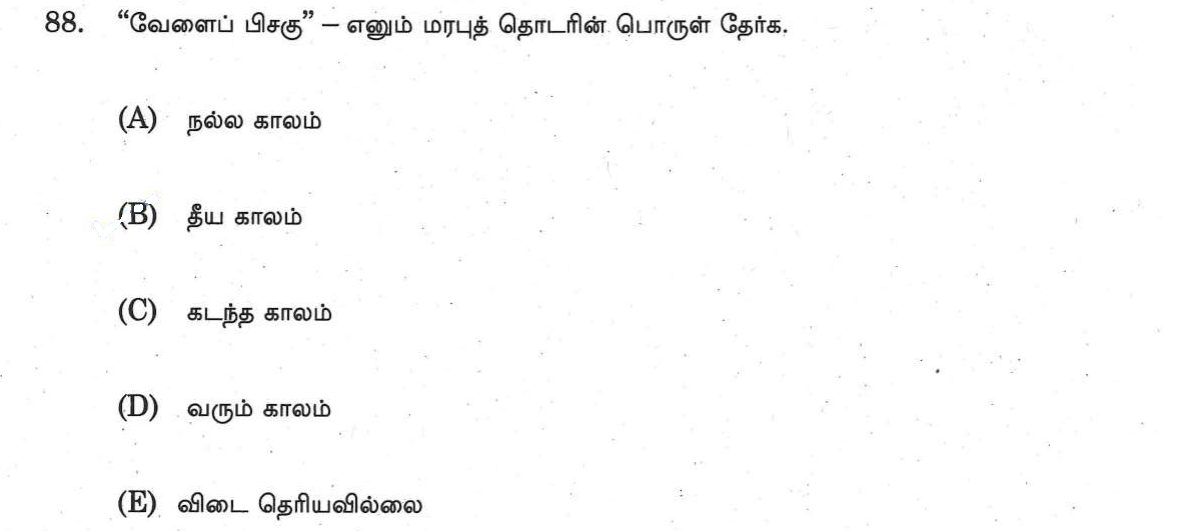 88. “வேளைப் பிசகு” – எனும் மரபுத் தொடரின் பொருள் தேர்க.
(A) நல்ல காலம்
(B) தீய காலம்
(C) கடந்த காலம்
(D) வரும் காலம்
(E) விடை தெரியவில்லை